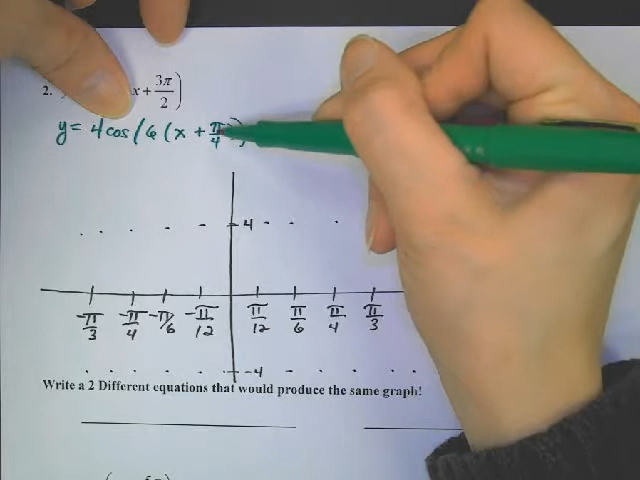 2. x + 3π/2)
y = 4cos(6(x + π/4
4
-π/3 -π/4 -π/6 -π/12 π/12 π/6 π/4 π/3
-4
Write a 2 Different equations that would produce the same graph!